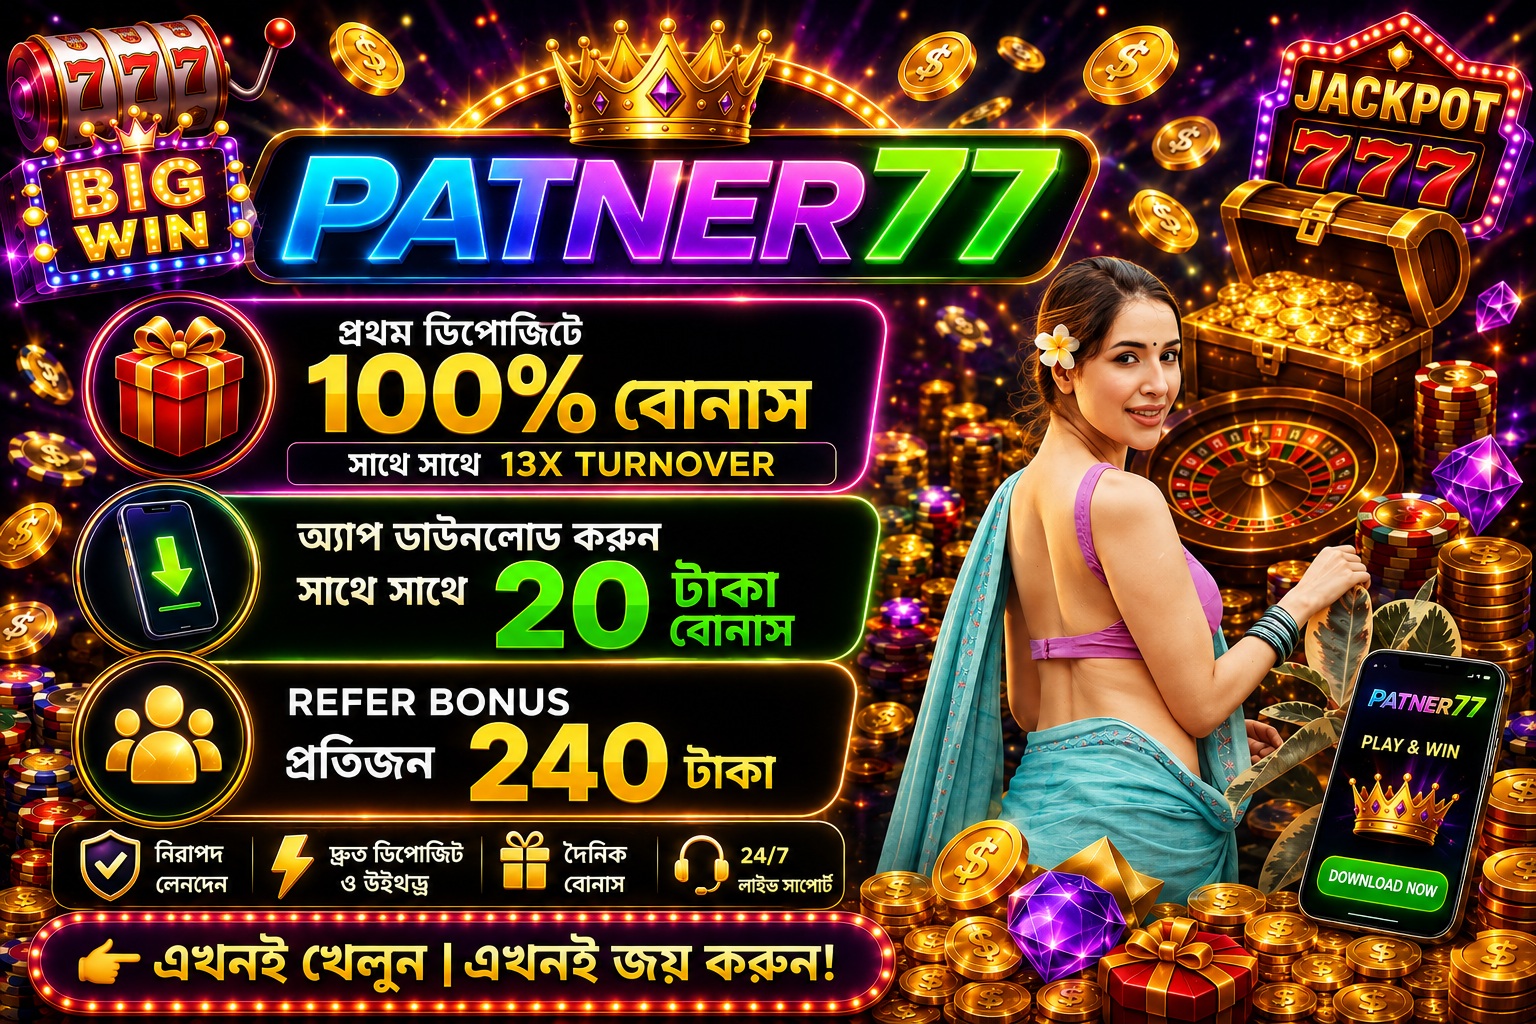 777
BIG
WIN
PATNER77
JACKPOT
777
প্রথম ডিপোজিটে
100% বোনাস
সাথে সাথে 13X TURNOVER
অ্যাপ ডাউনলোড করুন
সাথে সাথে 20 টাকা
বোনাস
REFER BONUS
প্রতিজন 240 টাকা
নিরাপদ
লেনদেন
দ্রুত ডিপোজিট
ও উইথড্র
দৈনিক
বোনাস
24/7
লাইভ সাপোর্ট
এখনই খেলুন | এখনই জয় করুন!
PATNER77
PLAY & WIN
DOWNLOAD NOW